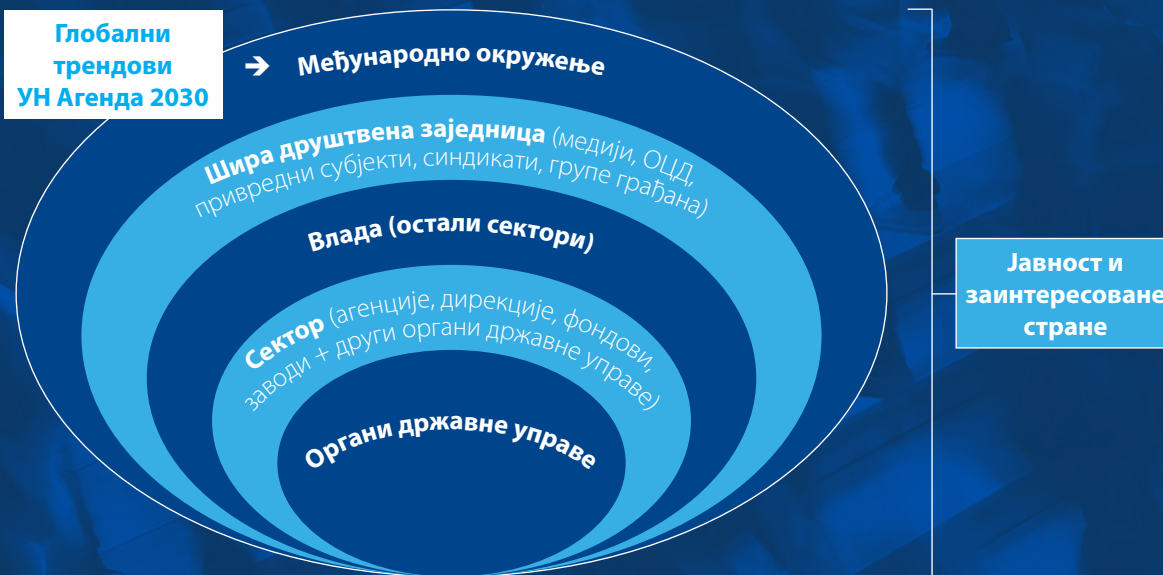 Глобални
трендови
УН Агенда 2030
➔ Међународно окружење
Шира друштвена заједница (медији, ОЦД,
привредни субјекти, синдикати, групе грађана)
Влада (остали сектори)
Сектор (агенције, дирекције, фондови,
заводи + други органи државне управе)
Органи државне управе
Јавност и
заинтересоване
стране